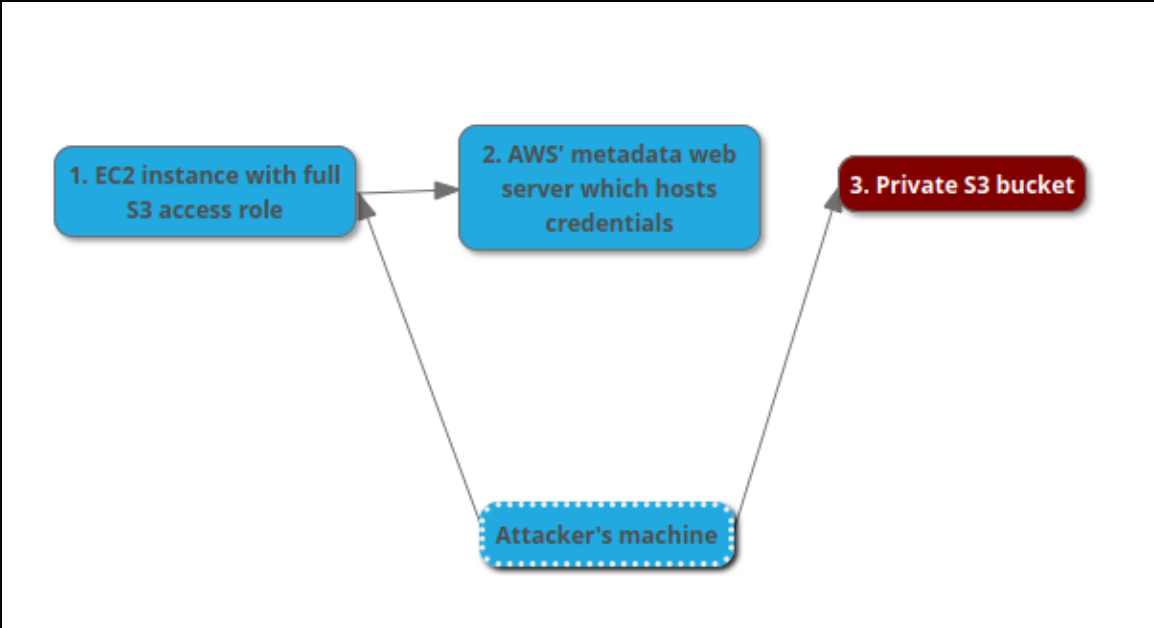 1. EC2 instance with full
S3 access role
2. AWS' metadata web
server which hosts
credentials
3. Private S3 bucket
Attacker's machine